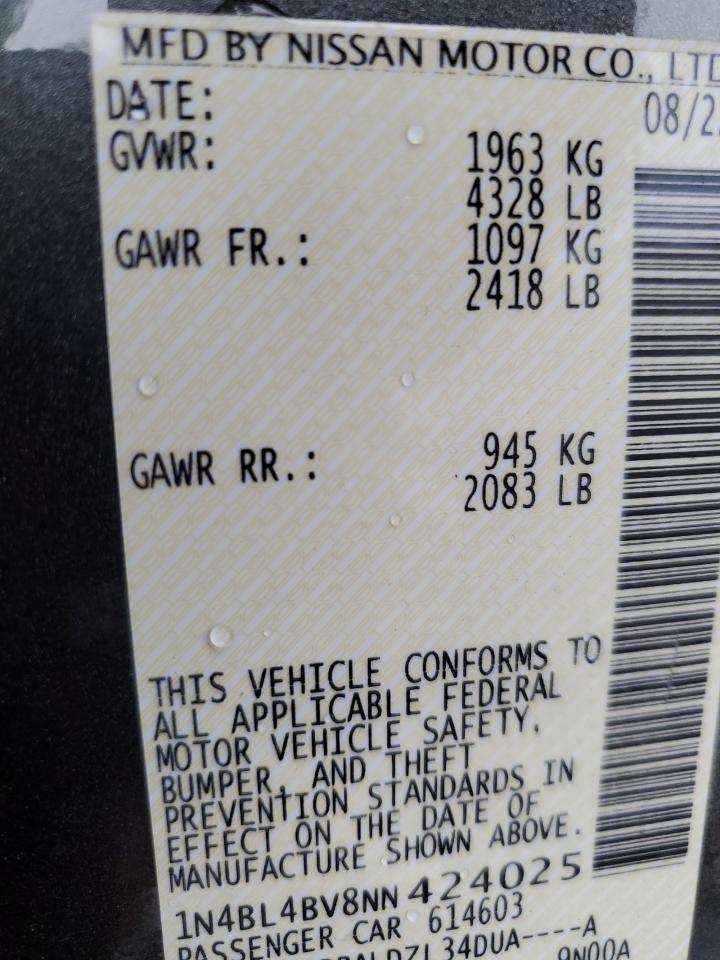 MFD BY NISSAN MOTOR CO., LTD
DATE: 08/2
GVWR: 1963 KG
4328 LB
GAWR FR.: 1097 KG
2418 LB
GAWR RR.: 945 KG
2083 LB
THIS VEHICLE CONFORMS TO
ALL APPLICABLE FEDERAL
MOTOR VEHICLE SAFETY,
BUMPER, AND THEFT
PREVENTION STANDARDS IN
EFFECT ON THE DATE OF
MANUFACTURE SHOWN ABOVE.
1N4BL4BV8NN424025
PASSENGER CAR 614603
ZL34DUA----A
9N00A